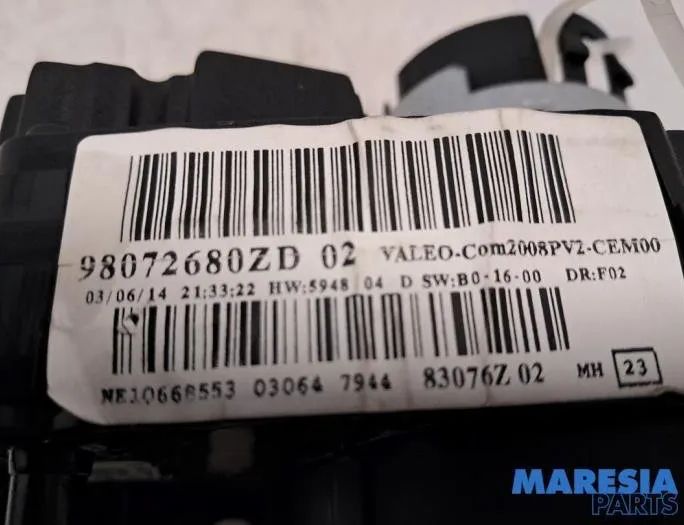 98072680ZD 02 VALEO-Com2008PV2-CEM00
03/06/14 21:33:22 HW:5948 04 D SW:B0-16-00 DR:F02
NE10668553 03064 7944 83076Z 02 MH 23
MARESIA
PARTS